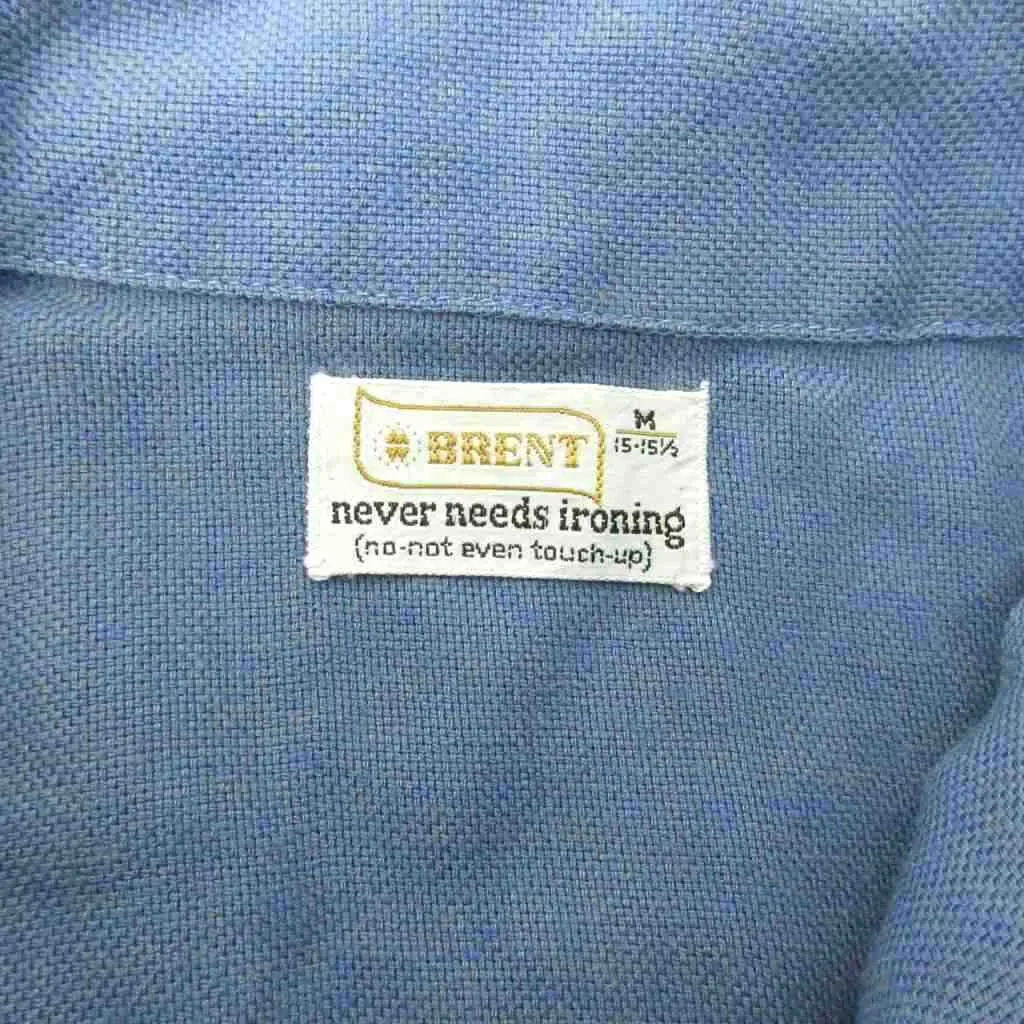 BRENT
M
15-15½
never needs ironing
(no-not even touch-up)